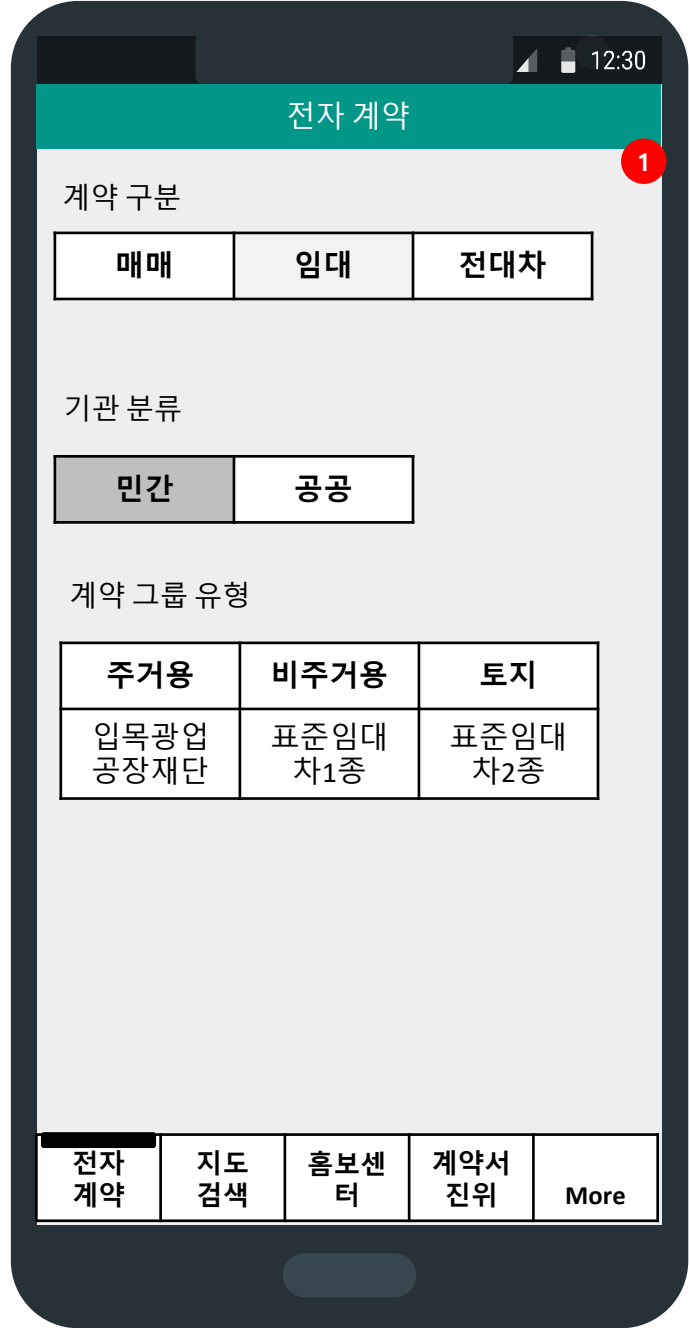 12:30
전자 계약
1
계약 구분
매매 임대 전대차
기관 분류
민간 공공
계약 그룹 유형
주거용 비주거용 토지
입목광업 표준임대 표준임대
공장재단 차1종 차2종
전자 지도 홍보센 계약서
계약 검색 터 진위 More